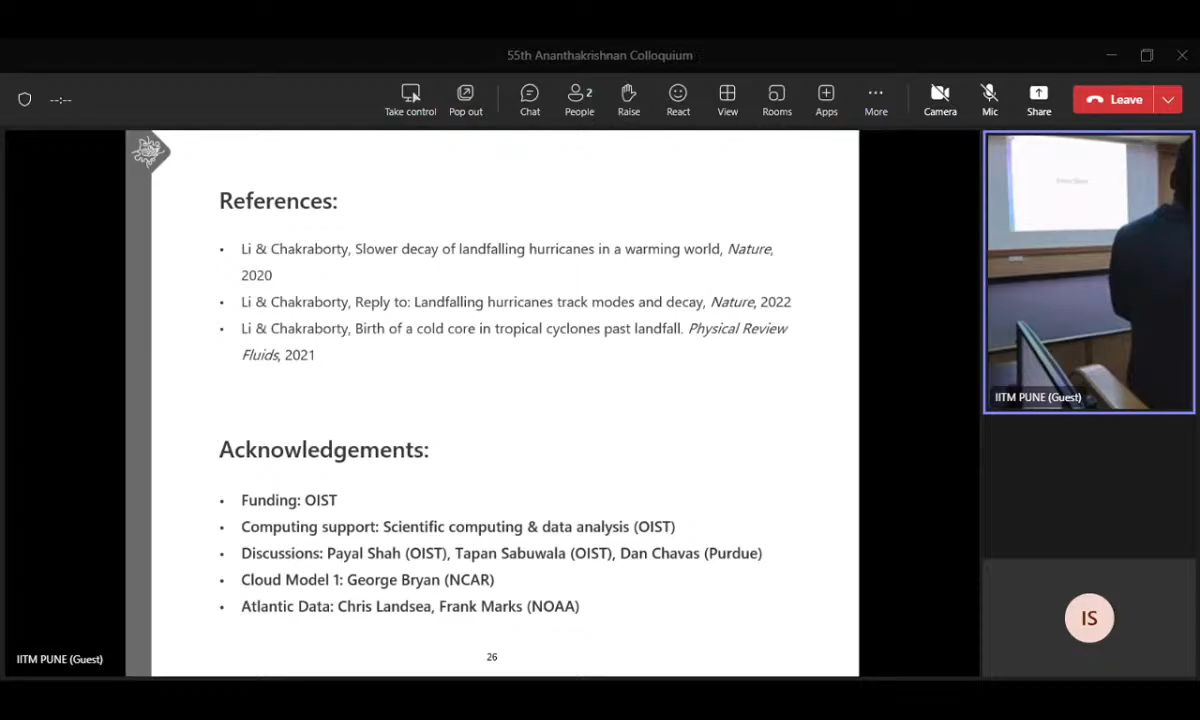 55th Ananthakrishnan Colloquium
--:--
Take control
Pop out
Chat
2
People
Raise
React
View
Rooms
Apps
More
Camera
Mic
Share
Leave
References:
• Li & Chakraborty, Slower decay of landfalling hurricanes in a warming world, Nature,
2020
• Li & Chakraborty, Reply to: Landfalling hurricanes track modes and decay, Nature, 2022
• Li & Chakraborty, Birth of a cold core in tropical cyclones past landfall. Physical Review
Fluids, 2021
Acknowledgements:
• Funding: OIST
• Computing support: Scientific computing & data analysis (OIST)
• Discussions: Payal Shah (OIST), Tapan Sabuwala (OIST), Dan Chavas (Purdue)
• Cloud Model 1: George Bryan (NCAR)
• Atlantic Data: Chris Landsea, Frank Marks (NOAA)
26
IITM PUNE (Guest)
IITM PUNE (Guest)
IS